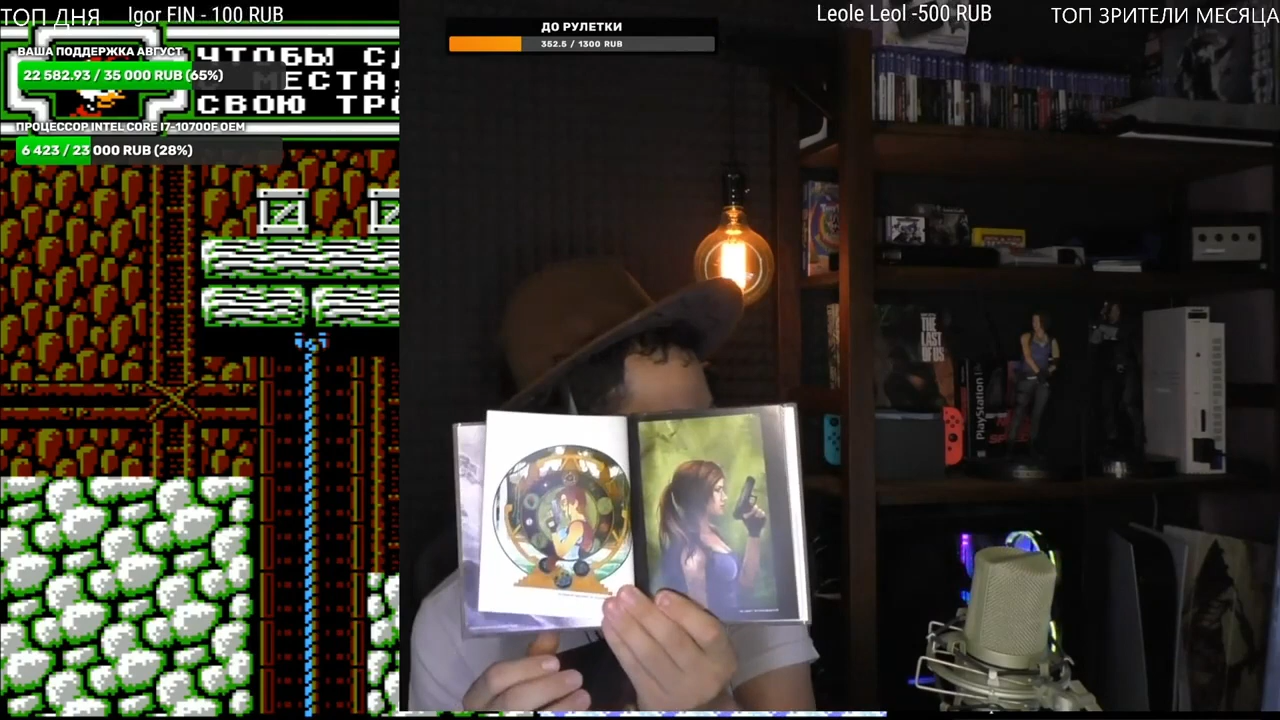 ТОП ДНЯ
Igor FIN - 100 RUB
ВАША ПОДДЕРЖКА АВГУСТ
22 582.93 / 35 000 RUB (65%)
ПРОЦЕССОР INTEL CORE I7-10700F OEM
6 423 / 23 000 RUB (28%)
ЧТОБЫ
МЕСТА,
СВОЮ
ДО РУЛЕТКИ
352.5 / 1300 RUB
Leole Leol -500 RUB
ТОП ЗРИТЕЛИ МЕСЯЦА
THE LAST OF US
PlayStation